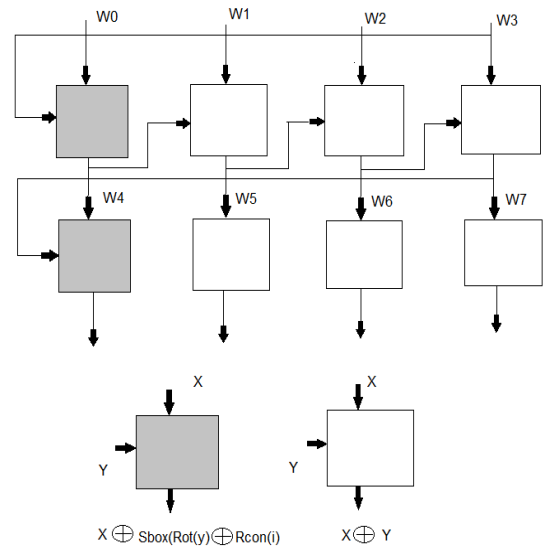 W0 W1 W2 W3
W4 W5 W6 W7
X X
Y Y
X ⊕ Sbox(Rot(y) ⊕ Rcon(i) X ⊕ Y